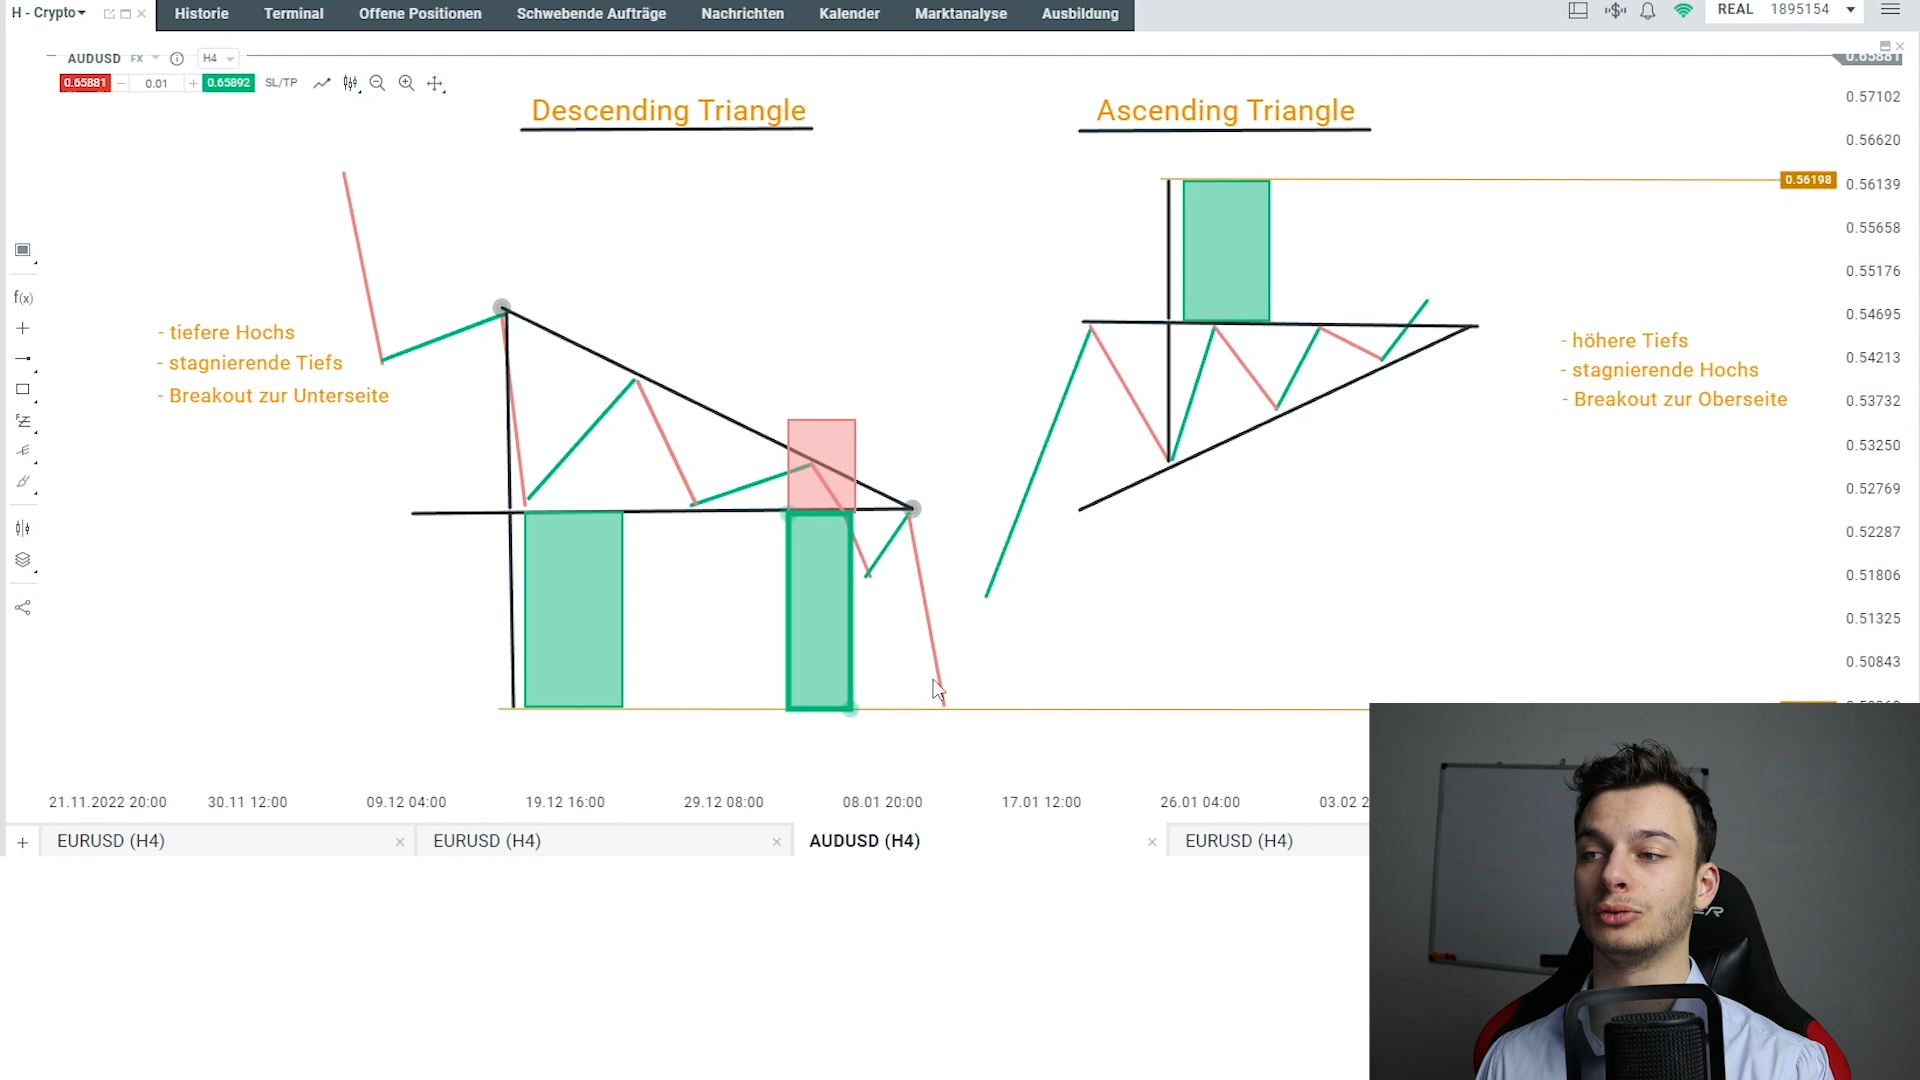 H - Crypto
Historie
Terminal
Offene Positionen
Schwebende Aufträge
Nachrichten
Kalender
Marktanalyse
Ausbildung
REAL 1895154
AUDUSD FX H4
0.65881 0.01 0.65892 SL/TP
0.65881
Descending Triangle
Ascending Triangle
0.57102
0.56620
0.56198
0.56139
0.55658
0.55176
0.54695
0.54213
0.53732
0.53250
0.52769
0.52287
0.51806
0.51325
0.50843
f(x)
- tiefere Hochs
- stagnierende Tiefs
- Breakout zur Unterseite
- höhere Tiefs
- stagnierende Hochs
- Breakout zur Oberseite
21.11.2022 20:00 30.11 12:00 09.12 04:00 19.12 16:00 29.12 08:00 08.01 20:00 17.01 12:00 26.01 04:00 03.02 2
EURUSD (H4)
EURUSD (H4)
AUDUSD (H4)
EURUSD (H4)